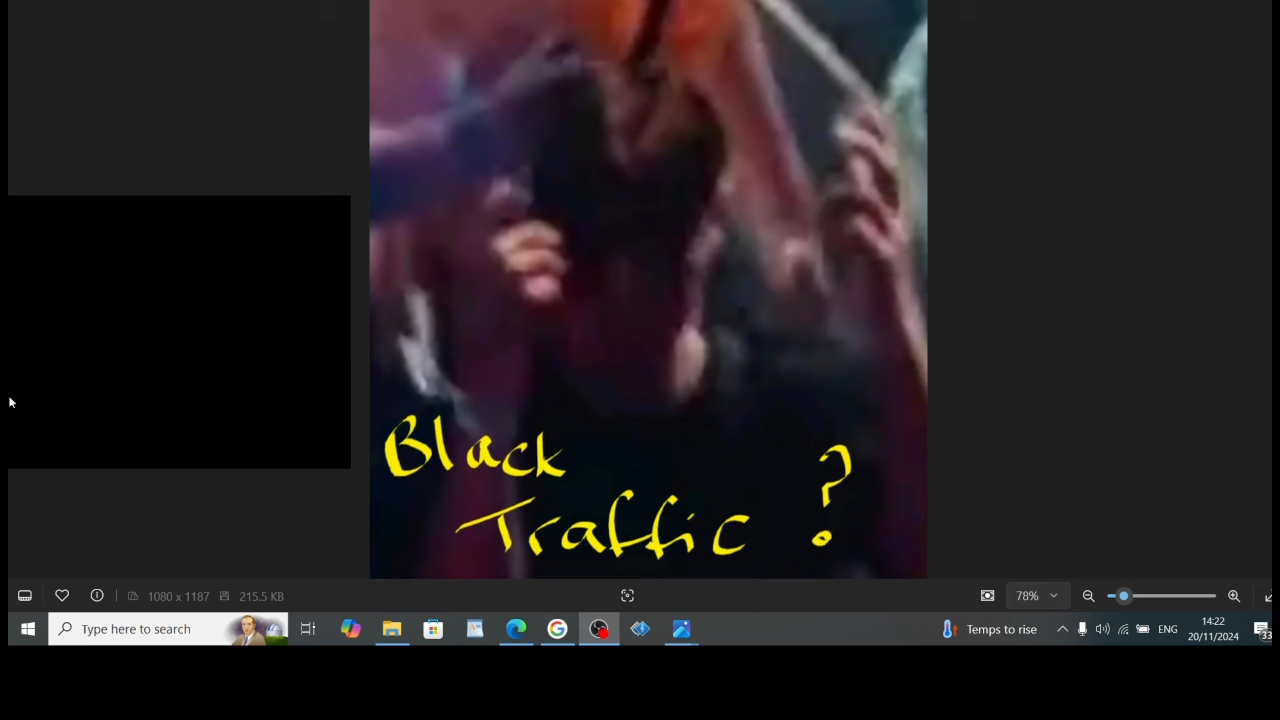 Black
Traffic ?
1080 x 1187 215.5 KB
78%
Type here to search
Temps to rise
ENG
14:22
20/11/2024
33